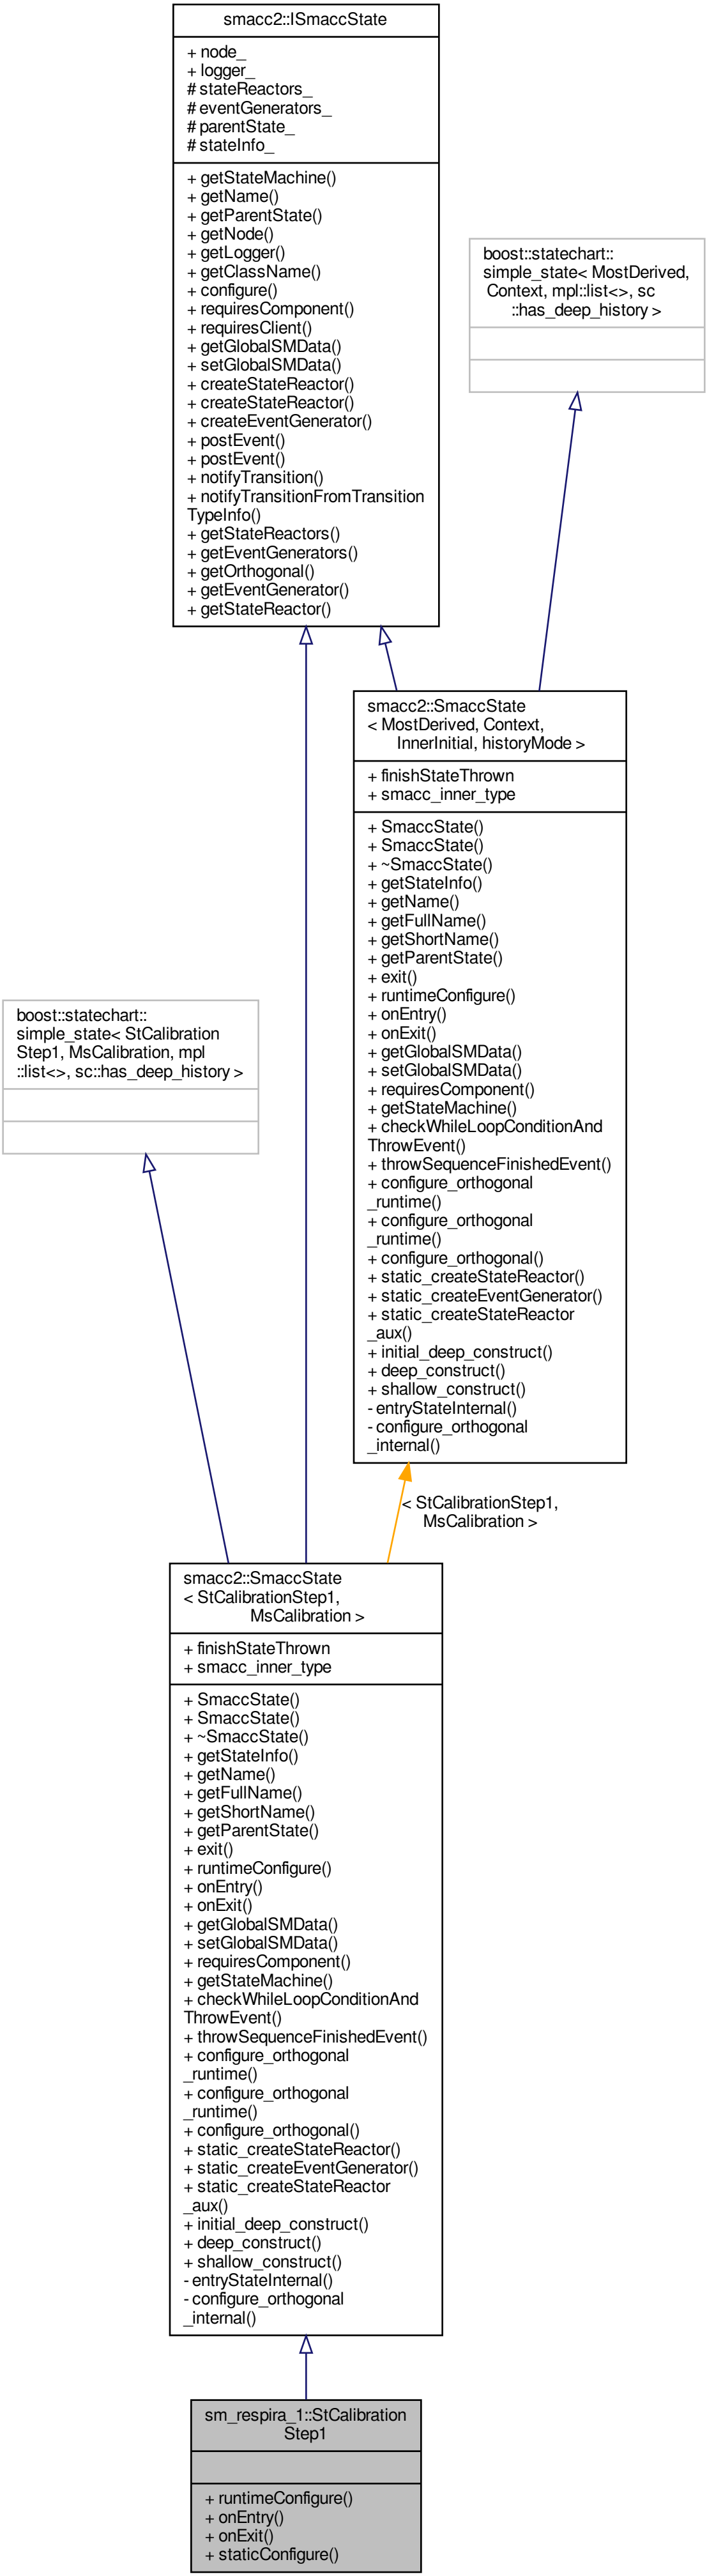 smacc2::ISmaccState
+ node_
+ logger_
# stateReactors_
# eventGenerators_
# parentState_
# stateInfo_
+ getStateMachine()
+ getName()
+ getParentState()
+ getNode()
+ getLogger()
+ getClassName()
+ configure()
+ requiresComponent()
+ requiresClient()
+ getGlobalSMData()
+ setGlobalSMData()
+ createStateReactor()
+ createStateReactor()
+ createEventGenerator()
+ postEvent()
+ postEvent()
+ notifyTransition()
+ notifyTransitionFromTransition
TypeInfo()
+ getStateReactors()
+ getEventGenerators()
+ getOrthogonal()
+ getEventGenerator()
+ getStateReactor()
boost::statechart::
simple_state< MostDerived,
Context, mpl::list<>, sc
::has_deep_history >
smacc2::SmaccState
< MostDerived, Context,
InnerInitial, historyMode >
+ finishStateThrown
+ smacc_inner_type
+ SmaccState()
+ SmaccState()
+ ~SmaccState()
+ getStateInfo()
+ getName()
+ getFullName()
+ getShortName()
+ getParentState()
+ exit()
+ runtimeConfigure()
+ onEntry()
+ onExit()
+ getGlobalSMData()
+ setGlobalSMData()
+ requiresComponent()
+ getStateMachine()
+ checkWhileLoopConditionAnd
ThrowEvent()
+ throwSequenceFinishedEvent()
+ configure_orthogonal
_runtime()
+ configure_orthogonal
_runtime()
+ configure_orthogonal()
+ static_createStateReactor()
+ static_createEventGenerator()
+ static_createStateReactor
_aux()
+ initial_deep_construct()
+ deep_construct()
+ shallow_construct()
- entryStateInternal()
- configure_orthogonal
_internal()
boost::statechart::
simple_state< StCalibration
Step1, MsCalibration, mpl
::list<>, sc::has_deep_history >
< StCalibrationStep1,
MsCalibration >
smacc2::SmaccState
< StCalibrationStep1,
MsCalibration >
+ finishStateThrown
+ smacc_inner_type
+ SmaccState()
+ SmaccState()
+ ~SmaccState()
+ getStateInfo()
+ getName()
+ getFullName()
+ getShortName()
+ getParentState()
+ exit()
+ runtimeConfigure()
+ onEntry()
+ onExit()
+ getGlobalSMData()
+ setGlobalSMData()
+ requiresComponent()
+ getStateMachine()
+ checkWhileLoopConditionAnd
ThrowEvent()
+ throwSequenceFinishedEvent()
+ configure_orthogonal
_runtime()
+ configure_orthogonal
_runtime()
+ configure_orthogonal()
+ static_createStateReactor()
+ static_createEventGenerator()
+ static_createStateReactor
_aux()
+ initial_deep_construct()
+ deep_construct()
+ shallow_construct()
- entryStateInternal()
- configure_orthogonal
_internal()
sm_respira_1::StCalibration
Step1
+ runtimeConfigure()
+ onEntry()
+ onExit()
+ staticConfigure()